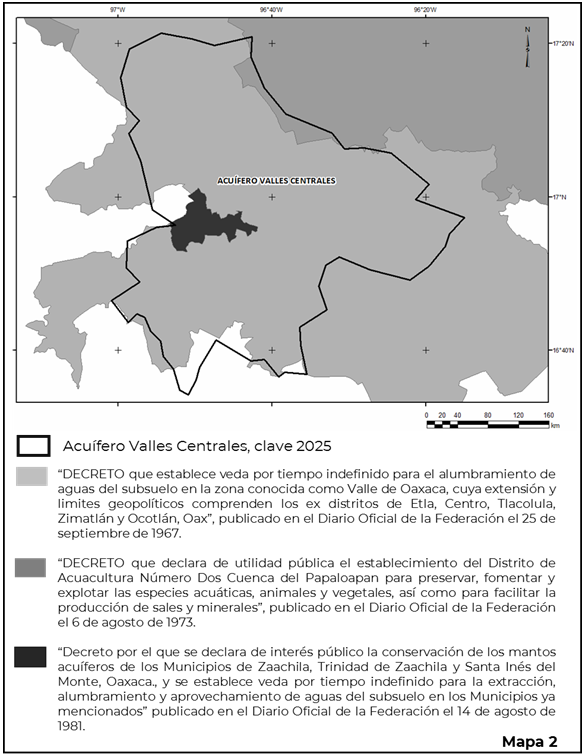 97°W 96°40'W 96°20'W
N
17°20'N
ACUÍFERO VALLES CENTRALES
17°N
16°40'N
0 20 40 80 120 160
km
Acuífero Valles Centrales, clave 2025
“DECRETO que establece veda por tiempo indefinido para el alumbramiento de
aguas del subsuelo en la zona conocida como Valle de Oaxaca, cuya extensión y
limites geopolíticos comprenden los ex distritos de Etla, Centro, Tlacolula,
Zimatlán y Ocotlán, Oax”, publicado en el Diario Oficial de la Federación el 25 de
septiembre de 1967.
“DECRETO que declara de utilidad pública el establecimiento del Distrito de
Acuacultura Número Dos Cuenca del Papaloapan para preservar, fomentar y
explotar las especies acuáticas, animales y vegetales, así como para facilitar la
producción de sales y minerales”, publicado en el Diario Oficial de la Federación
el 6 de agosto de 1973.
“Decreto por el que se declara de interés público la conservación de los mantos
acuíferos de los Municipios de Zaachila, Trinidad de Zaachila y Santa Inés del
Monte, Oaxaca., y se establece veda por tiempo indefinido para la extracción,
alumbramiento y aprovechamiento de aguas del subsuelo en los Municipios ya
mencionados” publicado en el Diario Oficial de la Federación el 14 de agosto de
1981.
Mapa 2